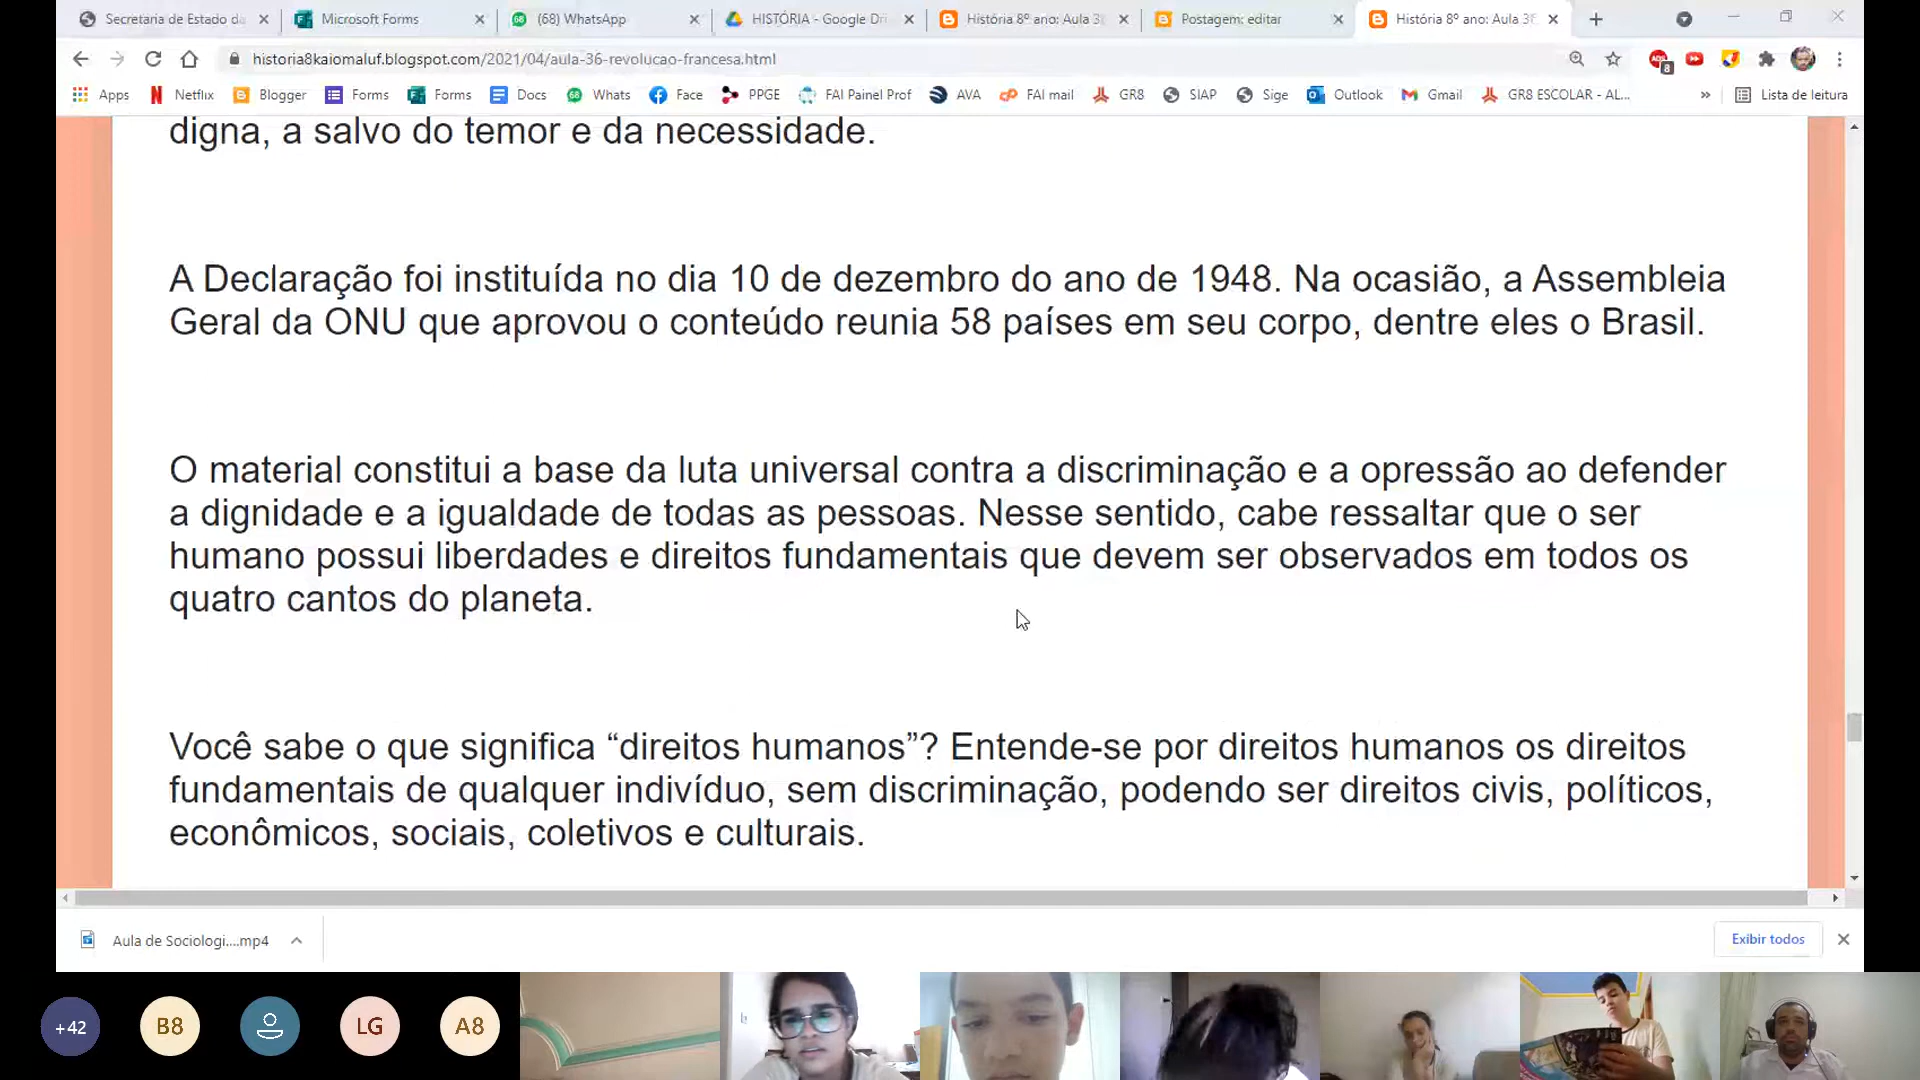 Secretaria de Estado da
Microsoft Forms
(68) WhatsApp
HISTÓRIA - Google Dri
História 8º ano: Aula 3
Postagem: editar
História 8º ano: Aula 36
historia8kaiomaluf.blogspot.com/2021/04/aula-36-revolucao-francesa.html
8
Apps
Netflix
Blogger
Forms
Forms
Docs
Whats
Face
PPGE
FAI Painel Prof
AVA
FAI mail
GR8
SIAP
Sige
Outlook
Gmail
GR8 ESCOLAR - AL...
»
Lista de leitura
digna, a salvo do temor e da necessidade.
A Declaração foi instituída no dia 10 de dezembro do ano de 1948. Na ocasião, a Assembleia
Geral da ONU que aprovou o conteúdo reunia 58 países em seu corpo, dentre eles o Brasil.
O material constitui a base da luta universal contra a discriminação e a opressão ao defender
a dignidade e a igualdade de todas as pessoas. Nesse sentido, cabe ressaltar que o ser
humano possui liberdades e direitos fundamentais que devem ser observados em todos os
quatro cantos do planeta.
Você sabe o que significa “direitos humanos”? Entende-se por direitos humanos os direitos
fundamentais de qualquer indivíduo, sem discriminação, podendo ser direitos civis, políticos,
econômicos, sociais, coletivos e culturais.
Aula de Sociologi....mp4
Exibir todos
+42
B8
LG
A8